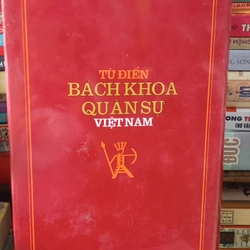 TỪ ĐIỂN
BÁCH KHOA
QUÂN SỰ
VIỆT NAM